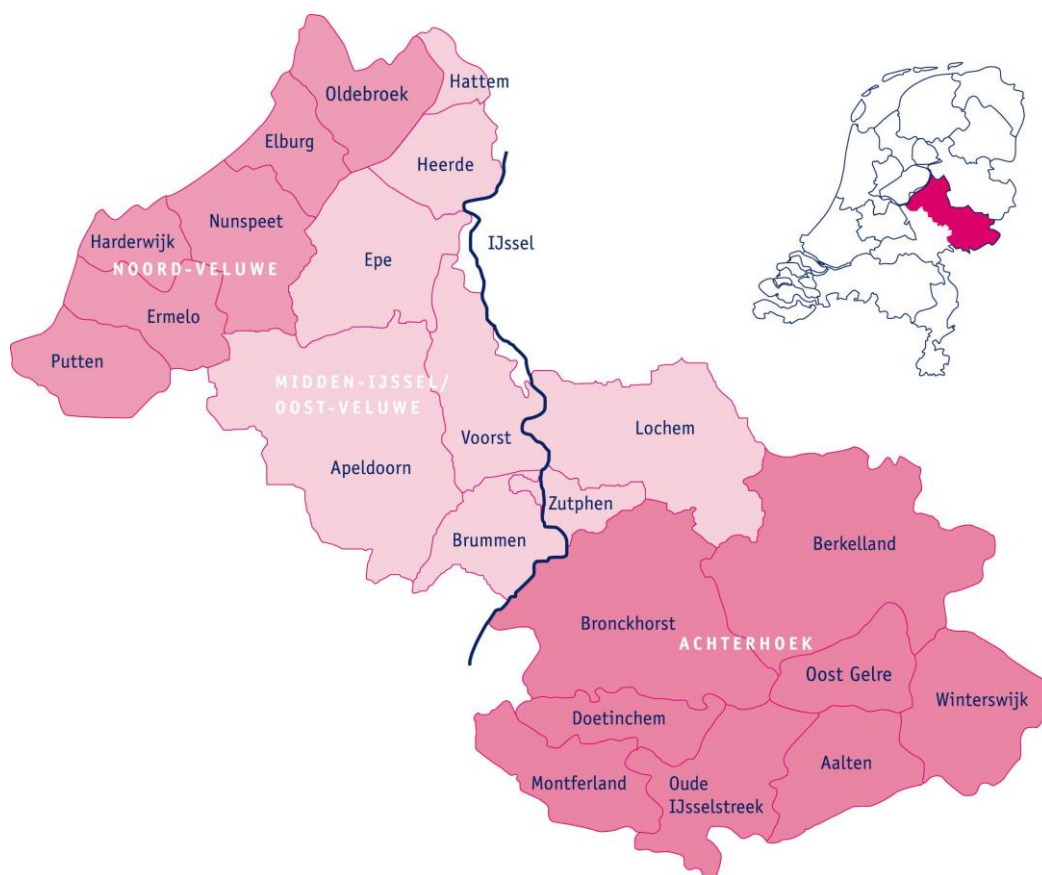 Oldebroek
Hattem
Elburg
Heerde
Nunspeet
Harderwijk
IJssel
Epe
NOORD-VELUWE
Ermelo
Putten
MIDDEN-IJSSEL/
OOST-VELUWE
Voorst
Lochem
Apeldoorn
Zutphen
Brummen
Berkelland
Bronckhorst
ACHTERHOEK
Oost Gelre
Winterswijk
Doetinchem
Aalten
Montferland
Oude
IJsselstreek